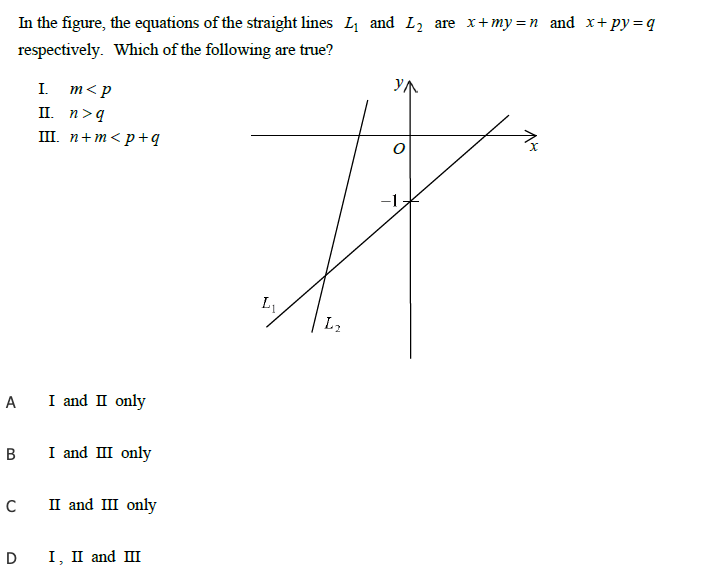 In the figure, the equations of the straight lines L₁ and L₂ are x+my=n and x+py=q
respectively. Which of the following are true?
I. m<p
II. n>q
III. n+m<p+q
y
O
x
−1
L₁
L₂
A I and II only
B I and III only
C II and III only
D I, II and III